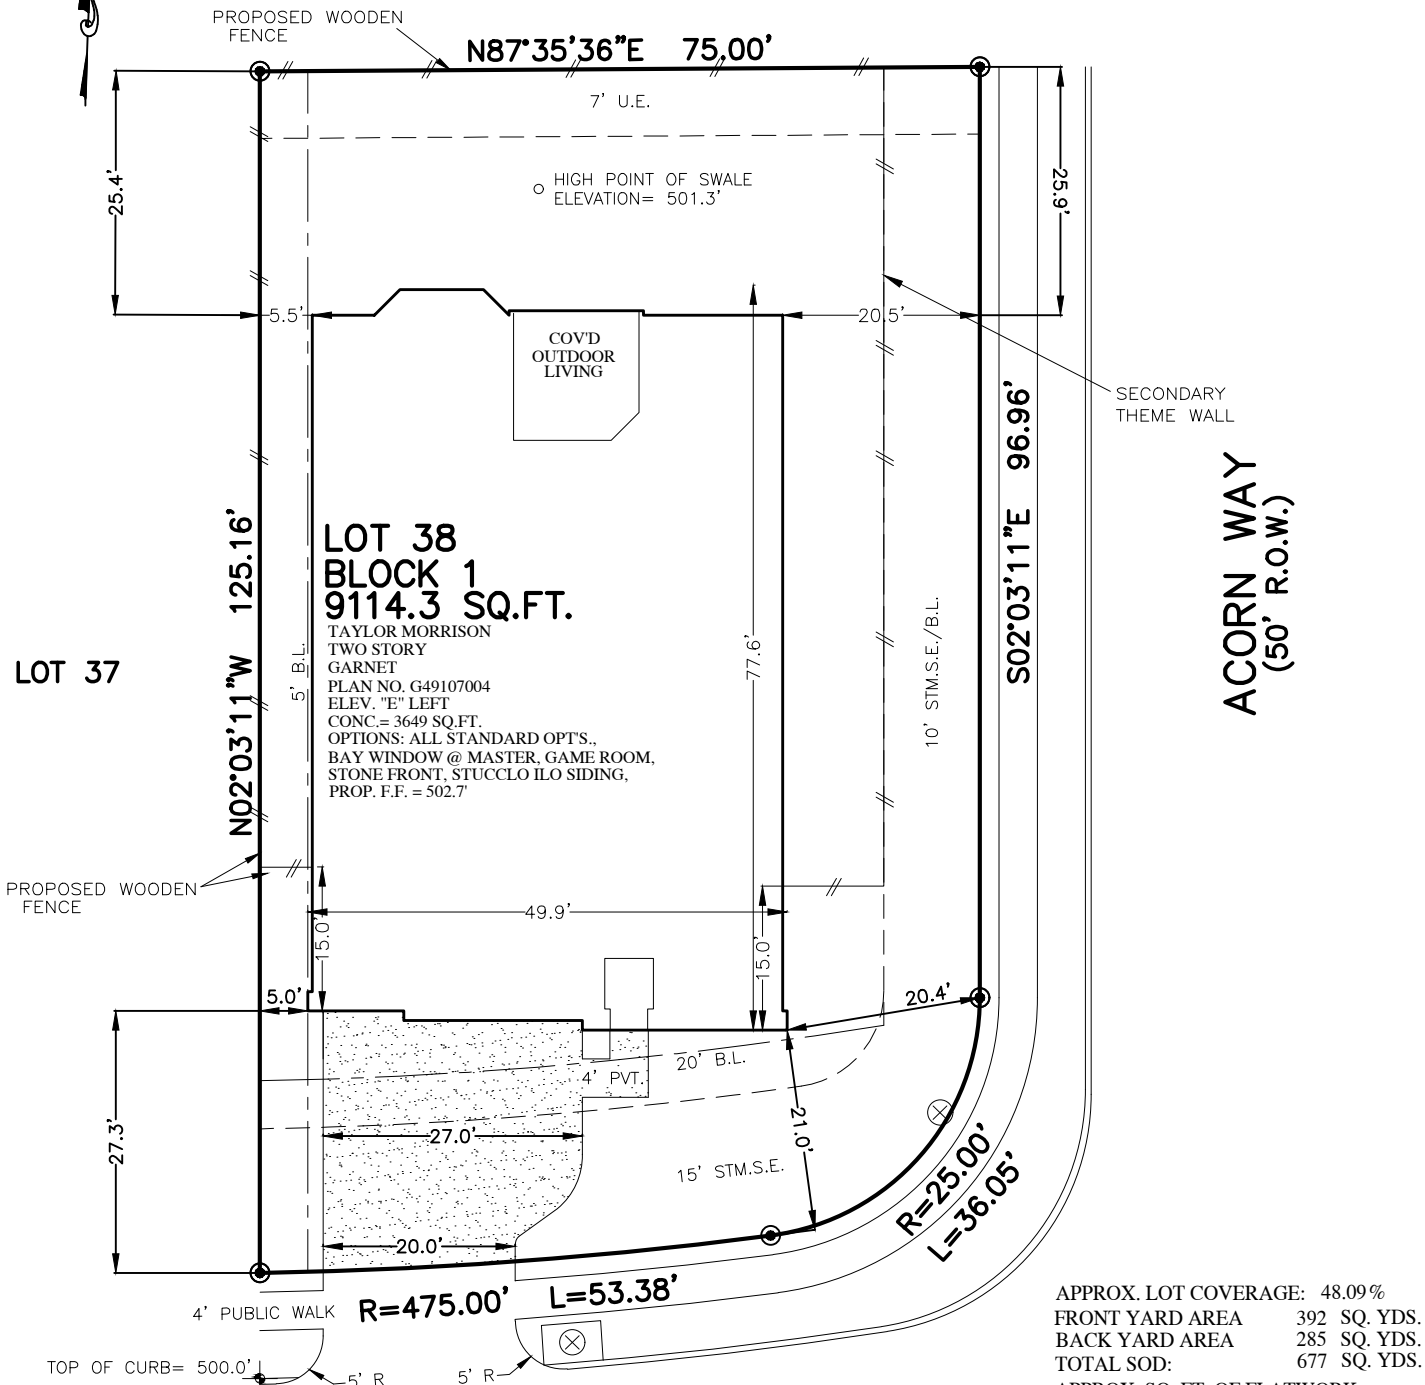 PROPOSED WOODEN
FENCE
N87°35'36"E 75.00'
7' U.E.
HIGH POINT OF SWALE
ELEVATION= 501.3'
25.4'
25.9'
5.5'
20.5'
COV'D
OUTDOOR
LIVING
SECONDARY
THEME WALL
S02°03'11"E 96.96'
ACORN WAY
(50' R.O.W.)
N02°03'11"W 125.16'
LOT 38
BLOCK 1
9114.3 SQ.FT.
TAYLOR MORRISON
TWO STORY
GARNET
PLAN NO. G49107004
ELEV. "E" LEFT
CONC.= 3649 SQ.FT.
OPTIONS: ALL STANDARD OPT'S.,
BAY WINDOW @ MASTER, GAME ROOM,
STONE FRONT, STUCCLO ILO SIDING,
PROP. F.F. = 502.7'
LOT 37
5' B.L.
77.6'
10' STM.S.E./B.L.
PROPOSED WOODEN
FENCE
49.9'
15.0'
15.0'
5.0'
20.4'
20' B.L.
4' PVT.
27.3'
27.0'
21.0'
15' STM.S.E.
20.0'
R=25.00'
L=36.05'
4' PUBLIC WALK
R=475.00' L=53.38'
TOP OF CURB= 500.0'
5' R
5' R
APPROX. LOT COVERAGE: 48.09%
FRONT YARD AREA 392 SQ. YDS.
BACK YARD AREA 285 SQ. YDS.
TOTAL SOD: 677 SQ. YDS.
APPROX. SQ. FT. OF FLATWORK